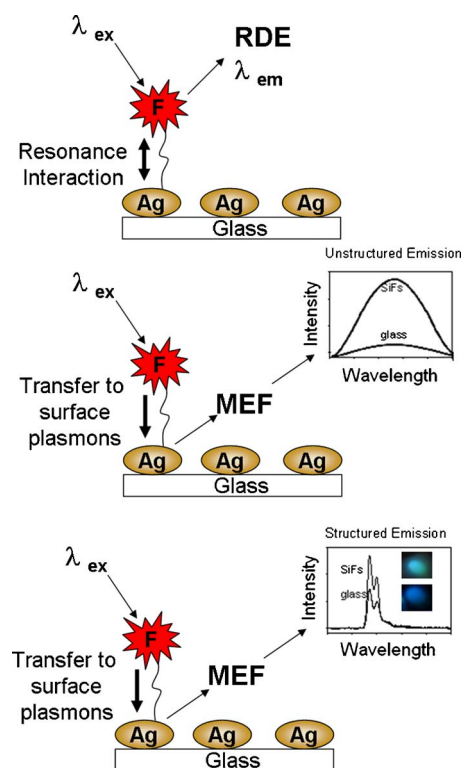 λ ex
RDE
λ em
F
Resonance
Interaction
Ag Ag Ag
Glass
Unstructured Emission
λ ex
Intensity
SiFs
glass
Wavelength
F
Transfer to
surface
plasmons
MEF
Ag Ag Ag
Glass
Structured Emission
λ ex
Intensity
SiFs
glass
Wavelength
F
Transfer to
surface
plasmons
MEF
Ag Ag Ag
Glass